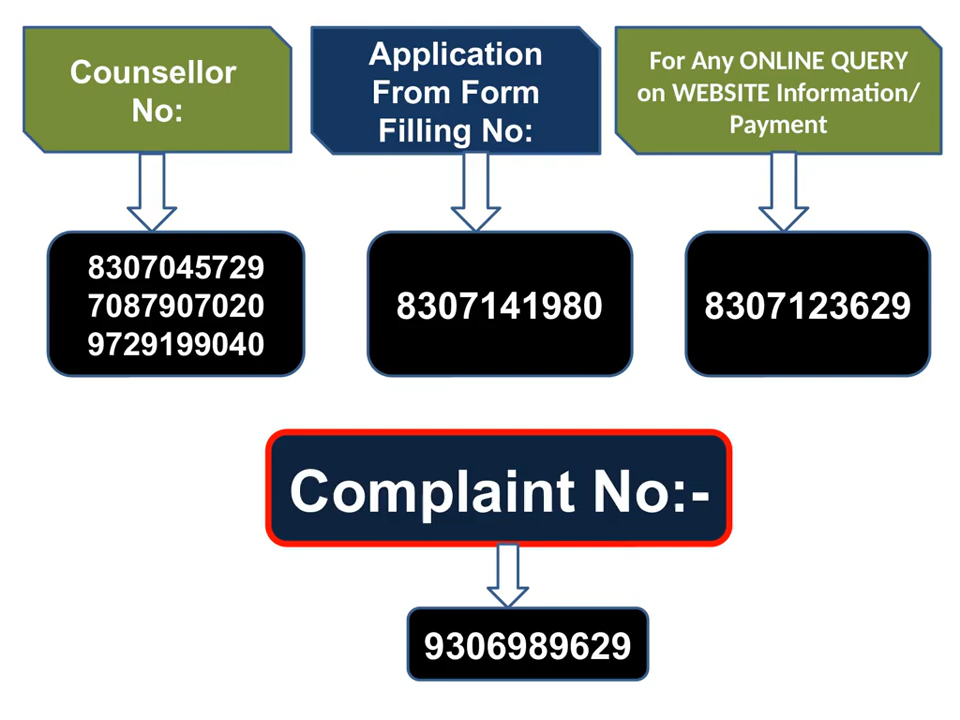 Counsellor
No:
Application
From Form
Filling No:
For Any ONLINE QUERY
on WEBSITE Information/
Payment
8307045729
7087907020
9729199040
8307141980
8307123629
Complaint No:-
9306989629